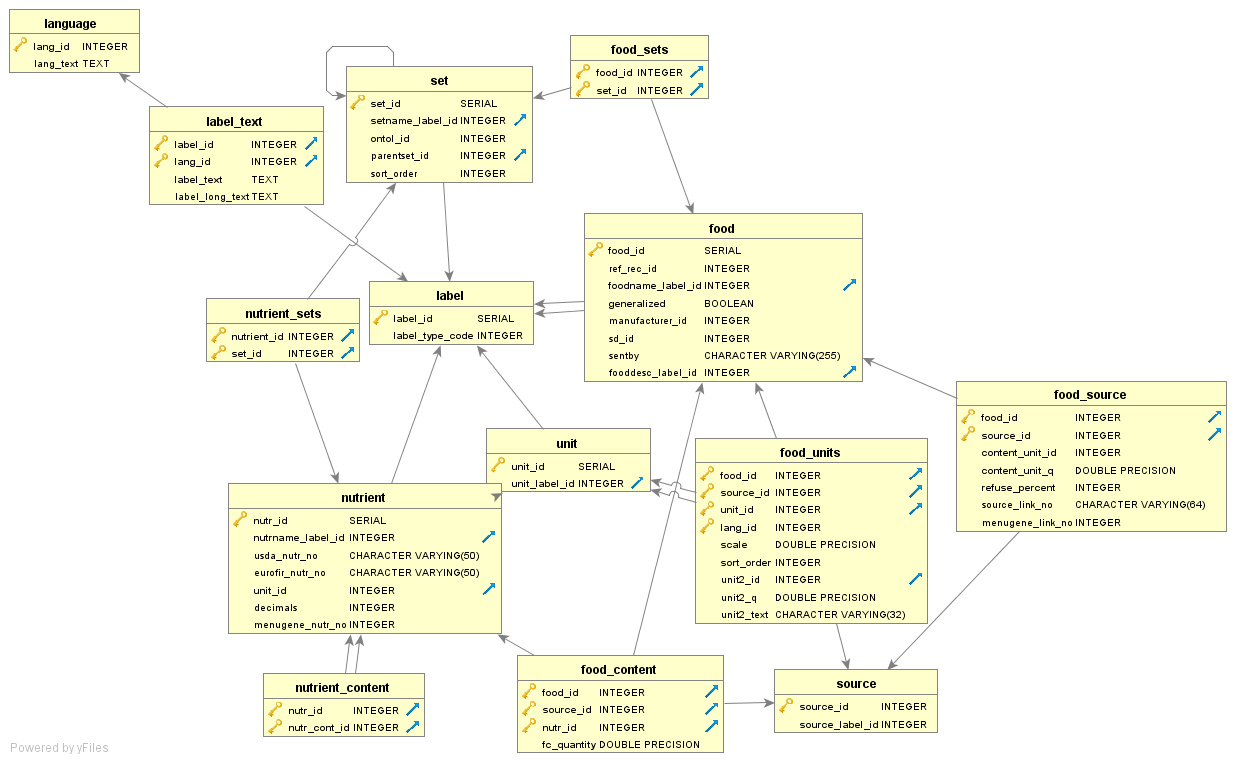 language
lang_id INTEGER
lang_text TEXT
label_text
label_id INTEGER
lang_id INTEGER
label_text TEXT
label_long_text TEXT
set
set_id SERIAL
setname_label_id INTEGER
ontol_id INTEGER
parentset_id INTEGER
sort_order INTEGER
food_sets
food_id INTEGER
set_id INTEGER
food
food_id SERIAL
ref_rec_id INTEGER
foodname_label_id INTEGER
generalized BOOLEAN
manufacturer_id INTEGER
sd_id INTEGER
sentby CHARACTER VARYING(255)
fooddesc_label_id INTEGER
label
label_id SERIAL
label_type_code INTEGER
nutrient_sets
nutrient_id INTEGER
set_id INTEGER
unit
unit_id SERIAL
unit_label_id INTEGER
food_source
food_id INTEGER
source_id INTEGER
content_unit_id INTEGER
content_unit_q DOUBLE PRECISION
refuse_percent INTEGER
source_link_no CHARACTER VARYING(64)
menugene_link_no INTEGER
food_units
food_id INTEGER
source_id INTEGER
unit_id INTEGER
lang_id INTEGER
scale DOUBLE PRECISION
sort_order INTEGER
unit2_id INTEGER
unit2_q DOUBLE PRECISION
unit2_text CHARACTER VARYING(32)
nutrient
nutr_id SERIAL
nutrname_label_id INTEGER
usda_nutr_no CHARACTER VARYING(50)
eurofir_nutr_no CHARACTER VARYING(50)
unit_id INTEGER
decimals INTEGER
menugene_nutr_no INTEGER
nutrient_content
nutr_id INTEGER
nutr_cont_id INTEGER
food_content
food_id INTEGER
source_id INTEGER
nutr_id INTEGER
fc_quantity DOUBLE PRECISION
source
source_id INTEGER
source_label_id INTEGER
Powered by yFiles